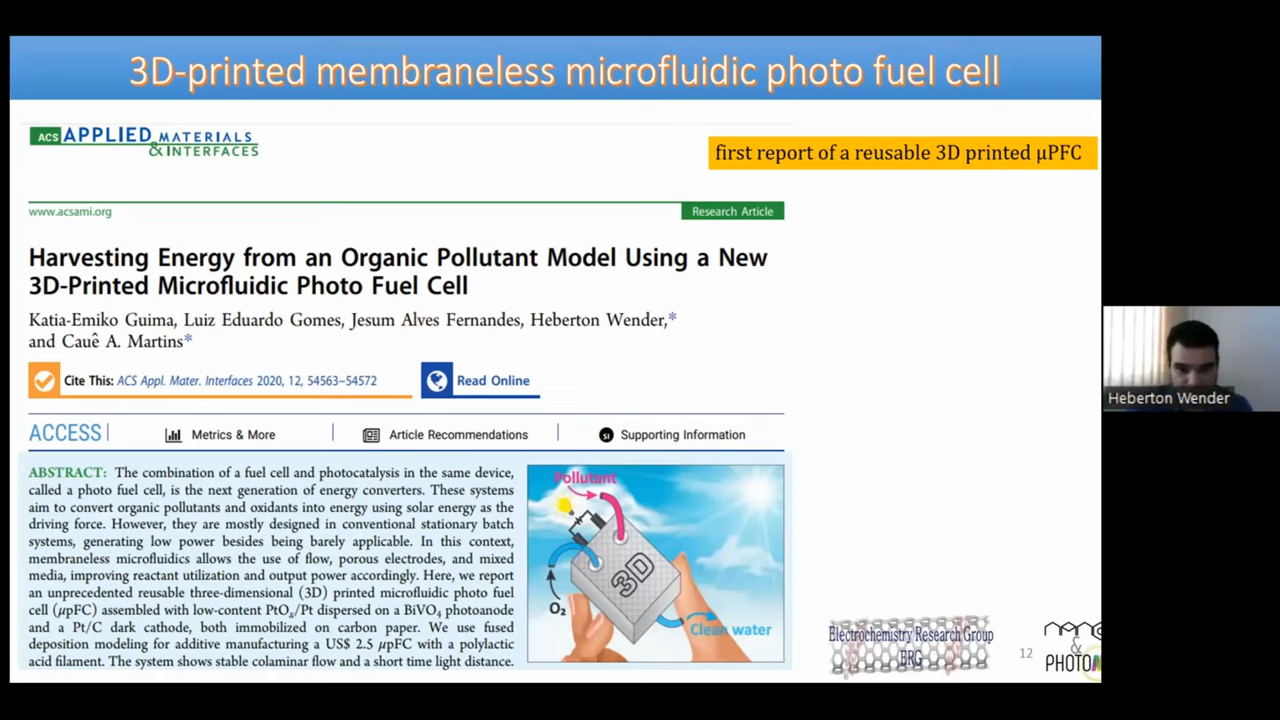 3D-printed membraneless microfluidic photo fuel cell
ACS APPLIED MATERIALS
& INTERFACES
first report of a reusable 3D printed µPFC
www.acsami.org
Research Article
Harvesting Energy from an Organic Pollutant Model Using a New
3D-Printed Microfluidic Photo Fuel Cell
Katia-Emiko Guima, Luiz Eduardo Gomes, Jesum Alves Fernandes, Heberton Wender,*
and Cauê A. Martins*
Cite This: ACS Appl. Mater. Interfaces 2020, 12, 54563–54572
Read Online
ACCESS
Metrics & More
Article Recommendations
SI Supporting Information
ABSTRACT: The combination of a fuel cell and photocatalysis in the same device,
called a photo fuel cell, is the next generation of energy converters. These systems
aim to convert organic pollutants and oxidants into energy using solar energy as the
driving force. However, they are mostly designed in conventional stationary batch
systems, generating low power besides being barely applicable. In this context,
membraneless microfluidics allows the use of flow, porous electrodes, and mixed
media, improving reactant utilization and output power accordingly. Here, we report
an unprecedented reusable three-dimensional (3D) printed microfluidic photo fuel
cell (μpFC) assembled with low-content PtOₓ/Pt dispersed on a BiVO₄ photoanode
and a Pt/C dark cathode, both immobilized on carbon paper. We use fused
deposition modeling for additive manufacturing a US$ 2.5 μpFC with a polylactic
acid filament. The system shows stable colaminar flow and a short time light distance.
Pollutant
3D
O₂
Clean water
Electrochemistry Research Group
ERG
12
nano
&
PHOTON
Heberton Wender